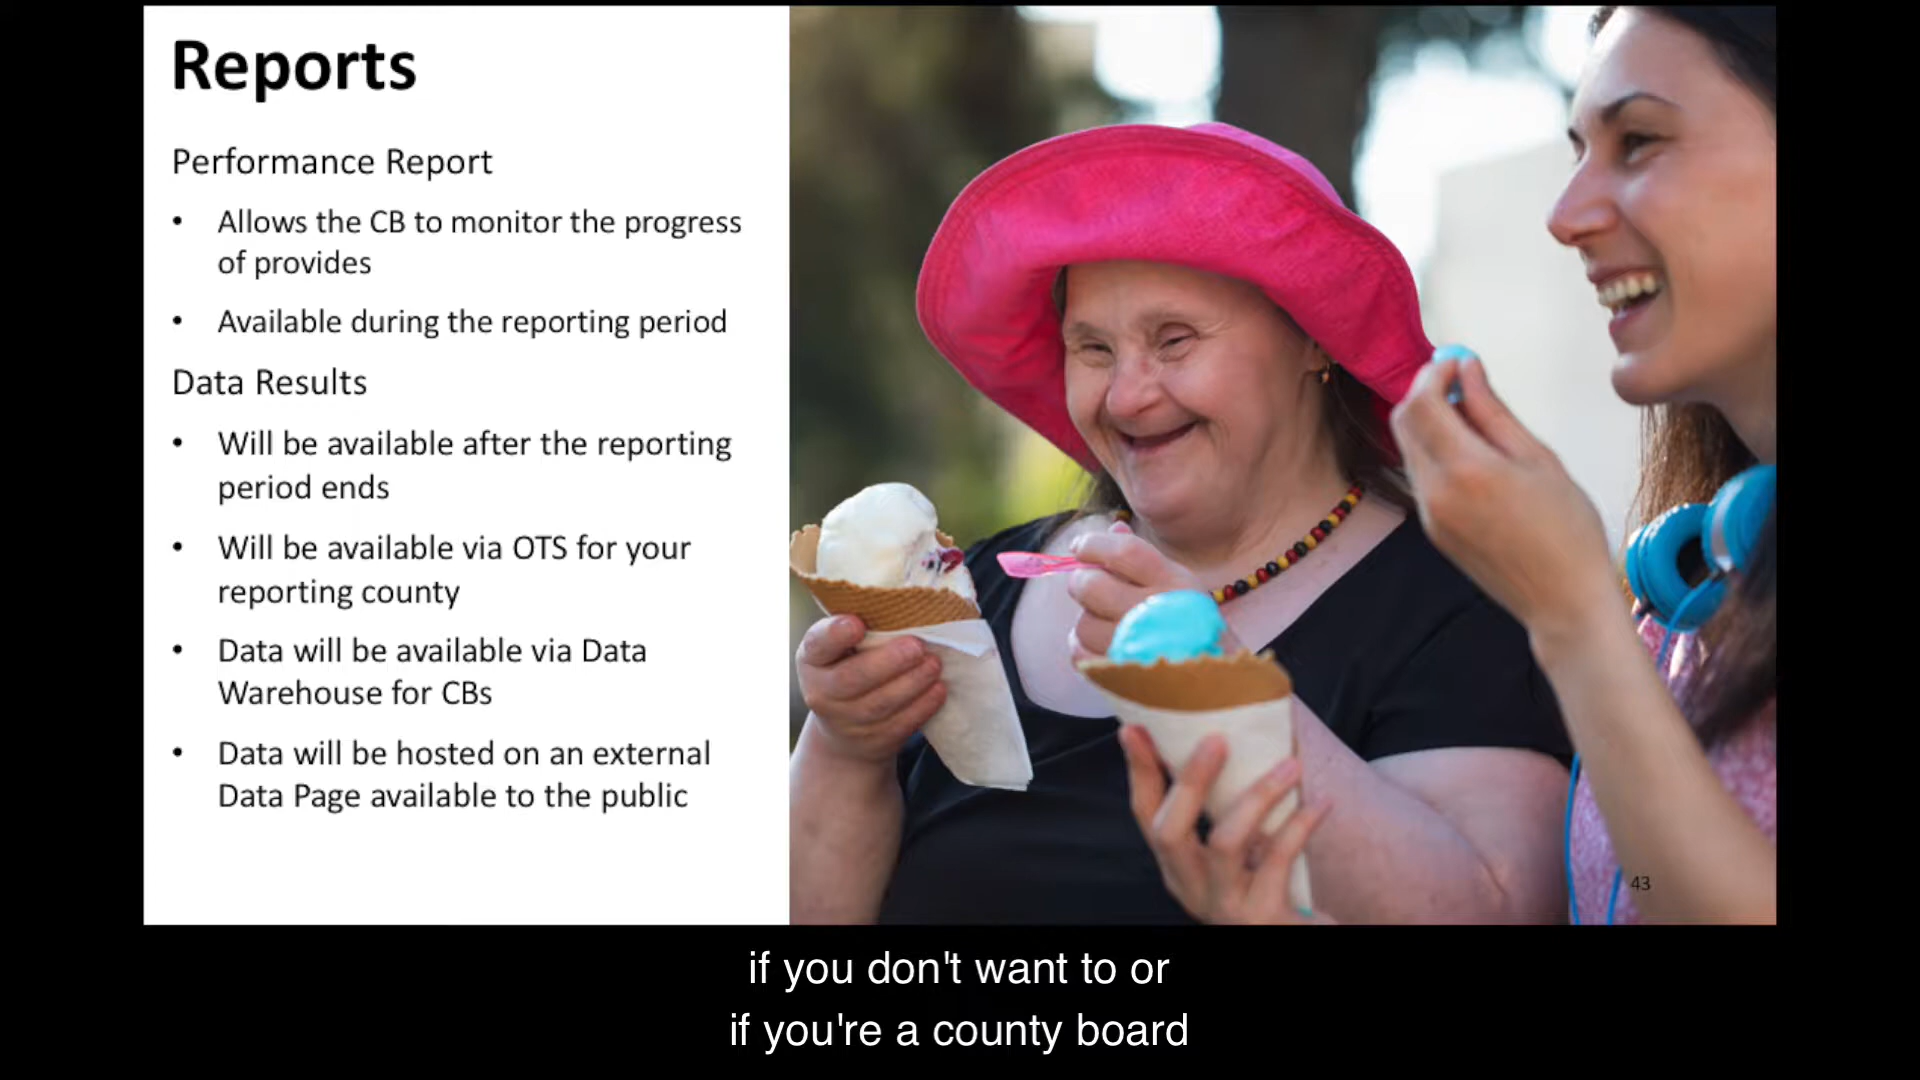 Reports
Performance Report
• Allows the CB to monitor the progress
of provides
• Available during the reporting period
Data Results
• Will be available after the reporting
period ends
• Will be available via OTS for your
reporting county
• Data will be available via Data
Warehouse for CBs
• Data will be hosted on an external
Data Page available to the public
43
if you don't want to or
if you're a county board